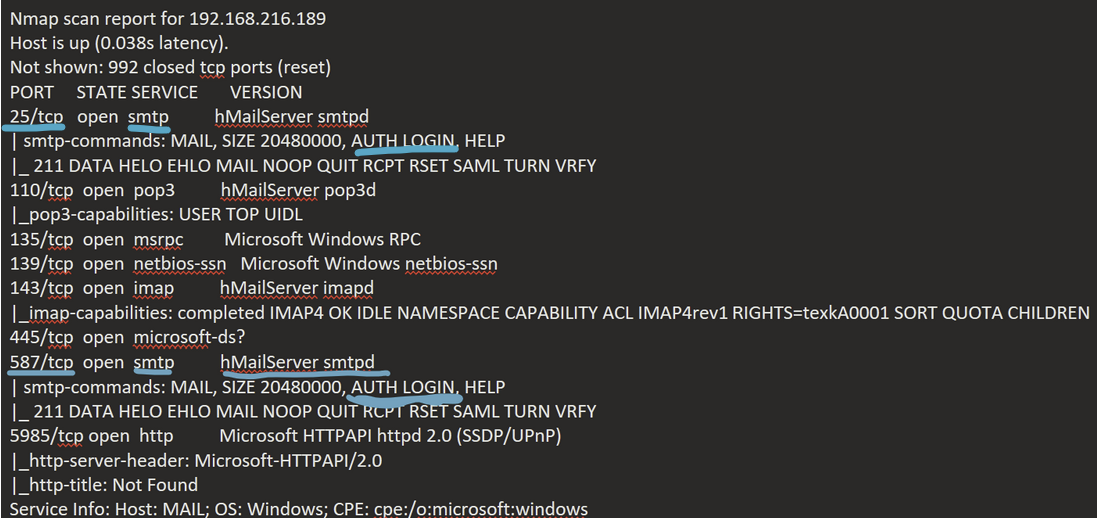 Nmap scan report for 192.168.216.189
Host is up (0.038s latency).
Not shown: 992 closed tcp ports (reset)
PORT STATE SERVICE VERSION
25/tcp open smtp hMailServer smtpd
| smtp-commands: MAIL, SIZE 20480000, AUTH LOGIN, HELP
|_ 211 DATA HELO EHLO MAIL NOOP QUIT RCPT RSET SAML TURN VRFY
110/tcp open pop3 hMailServer pop3d
|_pop3-capabilities: USER TOP UIDL
135/tcp open msrpc Microsoft Windows RPC
139/tcp open netbios-ssn Microsoft Windows netbios-ssn
143/tcp open imap hMailServer imapd
|_imap-capabilities: completed IMAP4 OK IDLE NAMESPACE CAPABILITY ACL IMAP4rev1 RIGHTS=texkA0001 SORT QUOTA CHILDREN
445/tcp open microsoft-ds?
587/tcp open smtp hMailServer smtpd
| smtp-commands: MAIL, SIZE 20480000, AUTH LOGIN, HELP
|_ 211 DATA HELO EHLO MAIL NOOP QUIT RCPT RSET SAML TURN VRFY
5985/tcp open http Microsoft HTTPAPI httpd 2.0 (SSDP/UPnP)
|_http-server-header: Microsoft-HTTPAPI/2.0
|_http-title: Not Found
Service Info: Host: MAIL; OS: Windows; CPE: cpe:/o:microsoft:windows